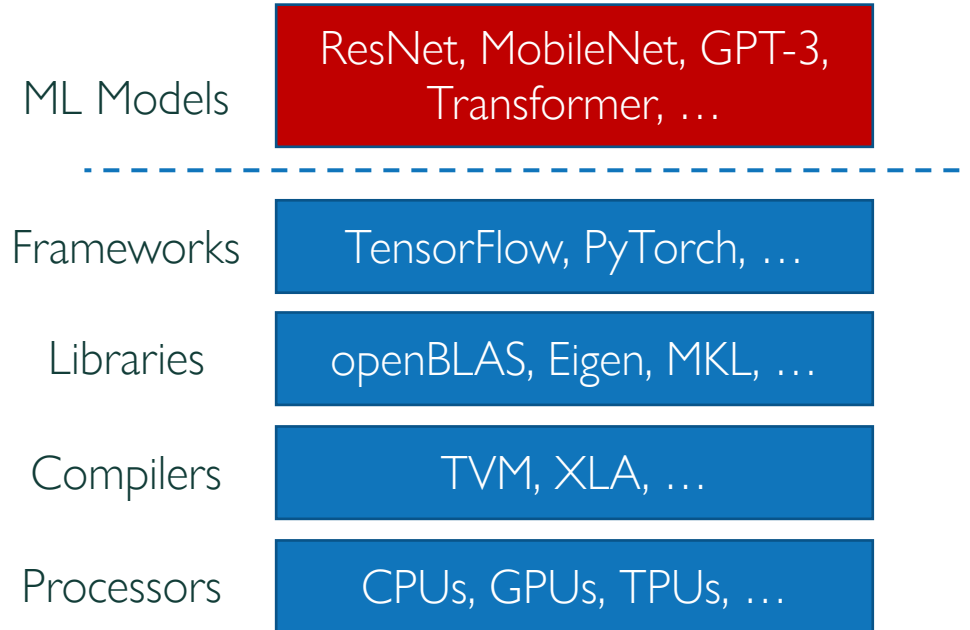 ML Models
ResNet, MobileNet, GPT-3,
Transformer, …
Frameworks
TensorFlow, PyTorch, …
Libraries
openBLAS, Eigen, MKL, …
Compilers
TVM, XLA, …
Processors
CPUs, GPUs, TPUs, …